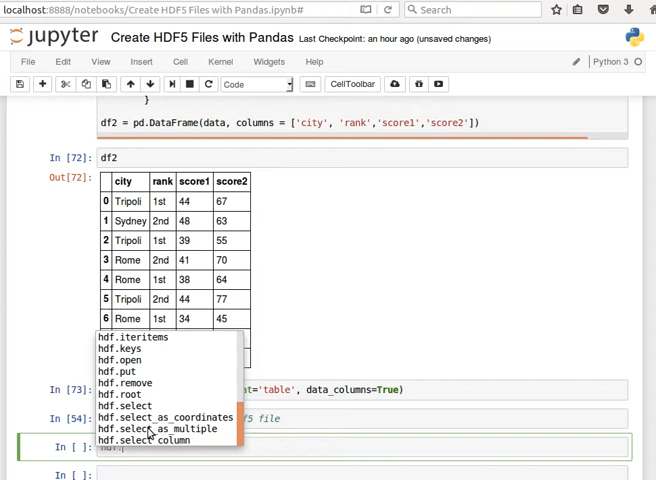 localhost:8888/notebooks/Create HDF5 Files with Pandas.ipynb#
Search
jupyter Create HDF5 Files with Pandas Last Checkpoint: an hour ago (unsaved changes)
File Edit View Insert Cell Kernel Widgets Help Python 3
Code CellToolbar
}
df2 = pd.DataFrame(data, columns = ['city', 'rank','score1','score2'])
In [72]: df2
Out[72]:
city rank score1 score2
0 Tripoli 1st 44 67
1 Sydney 2nd 48 63
2 Tripoli 1st 39 55
3 Rome 2nd 41 70
4 Rome 1st 38 64
5 Tripoli 2nd 44 77
6 Rome 1st 34 45
hdf.iteritems
hdf.keys
hdf.open
hdf.put
hdf.remove
In [73]: t='table', data_columns=True)
hdf.root
hdf.select
hdf.select_as_coordinates
In [54]: 5 file
hdf.select_as_multiple
hdf.select_column
In [ ]: hdf.
In [ ]: